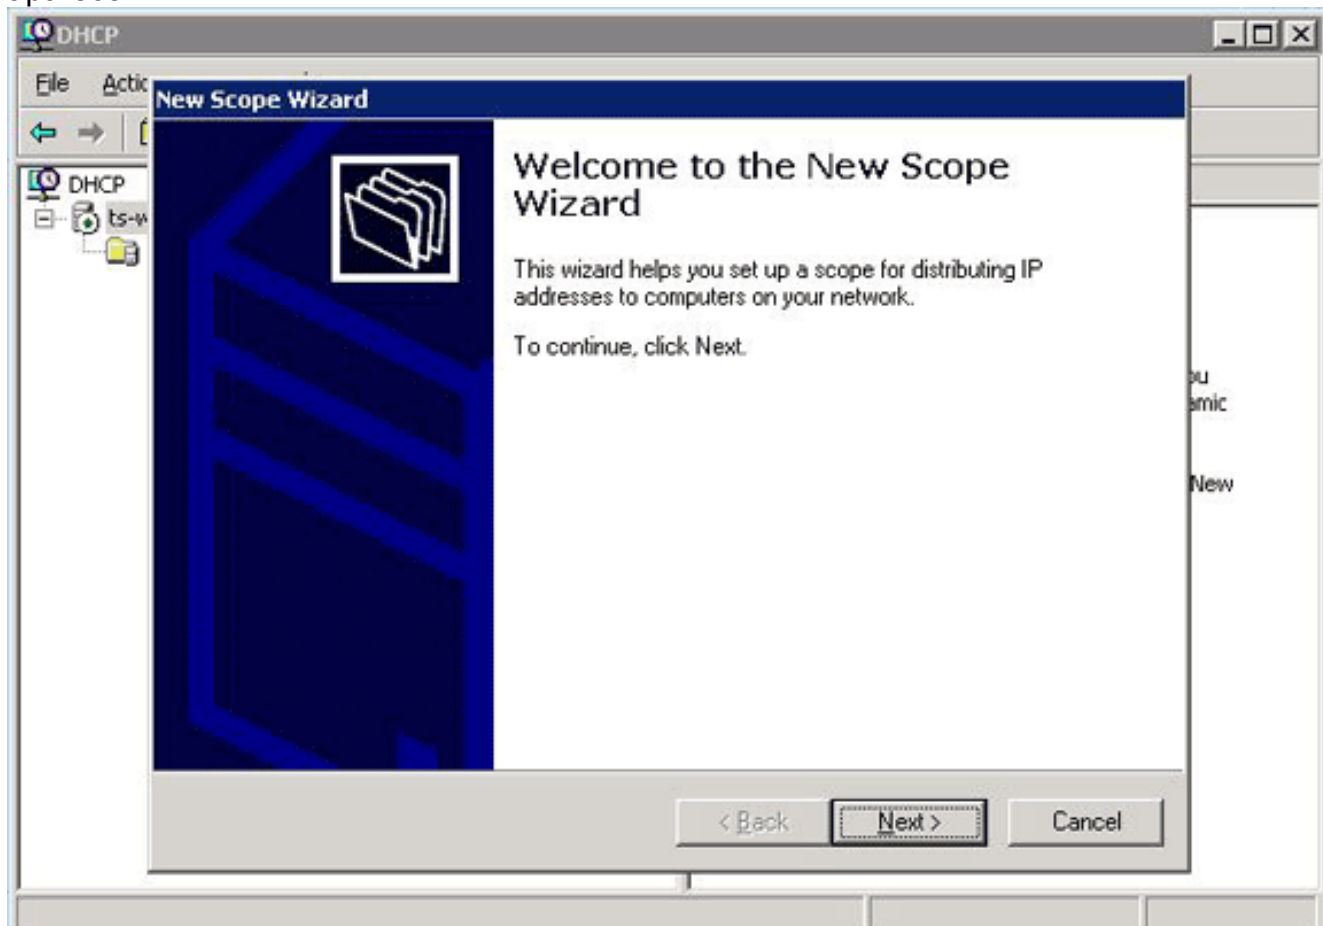 DHCP
File
New Scope Wizard
DHCP
Welcome to the New Scope
Wizard
This wizard helps you set up a scope for distributing IP
addresses to computers on your network.
To continue, click Next.
New
< Back Next > Cancel